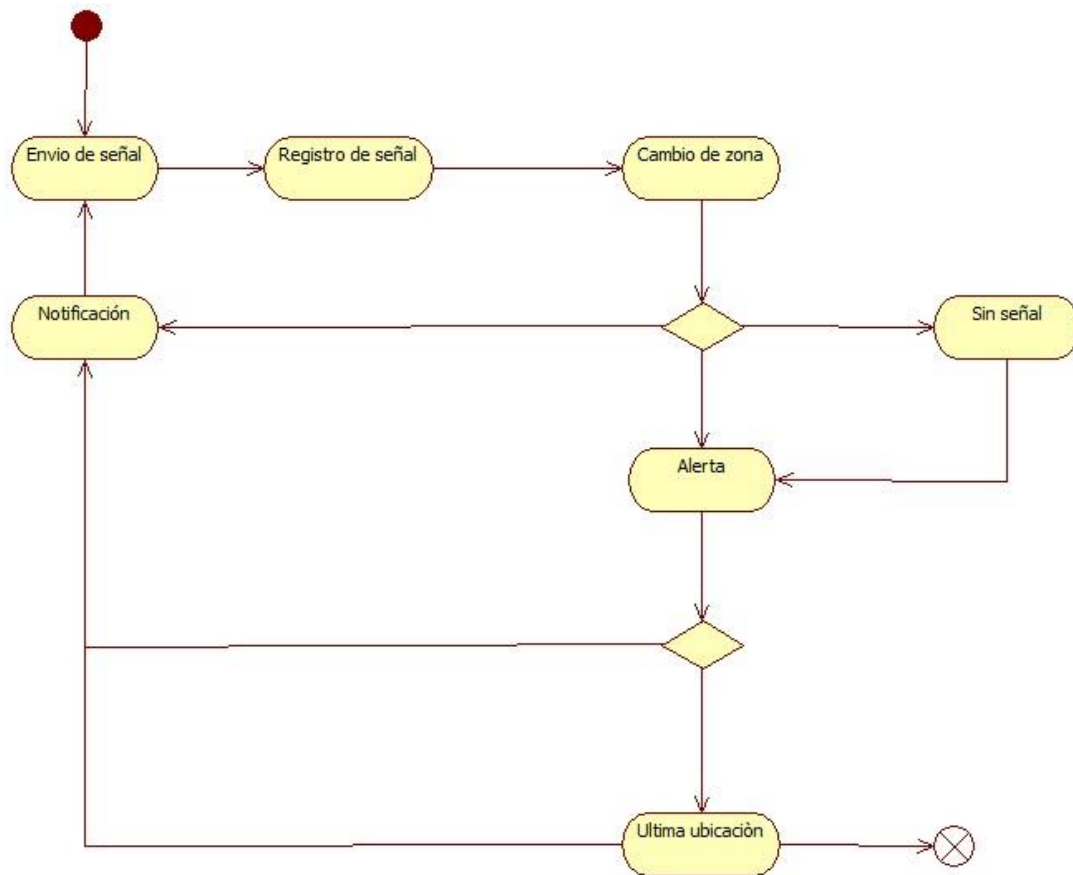 Envio de señal
Registro de señal
Cambio de zona
Notificación
Sin señal
Alerta
Ultima ubicaciòn